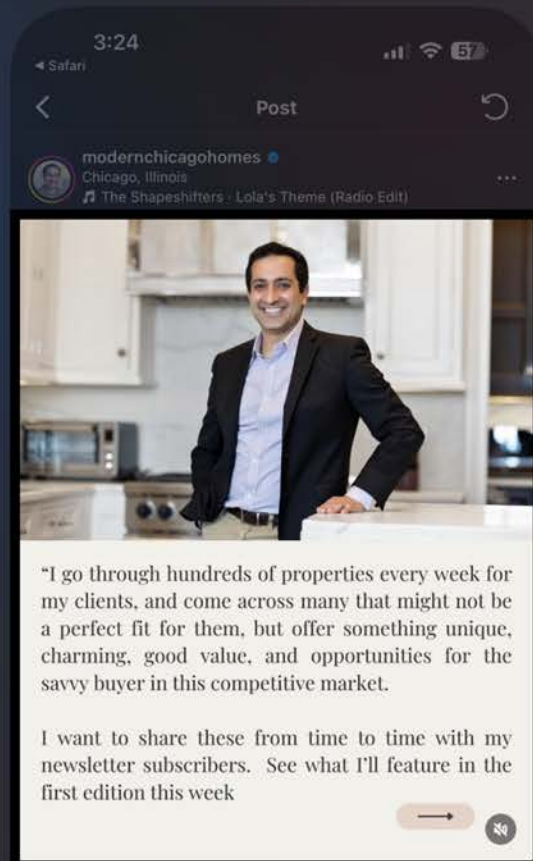 3:24
57
◄ Safari
Post
modernchicagohomes
Chicago, Illinois
The Shapeshifters · Lola's Theme (Radio Edit)
“I go through hundreds of properties every week for
my clients, and come across many that might not be
a perfect fit for them, but offer something unique,
charming, good value, and opportunities for the
savvy buyer in this competitive market.
I want to share these from time to time with my
newsletter subscribers. See what I'll feature in the
first edition this week